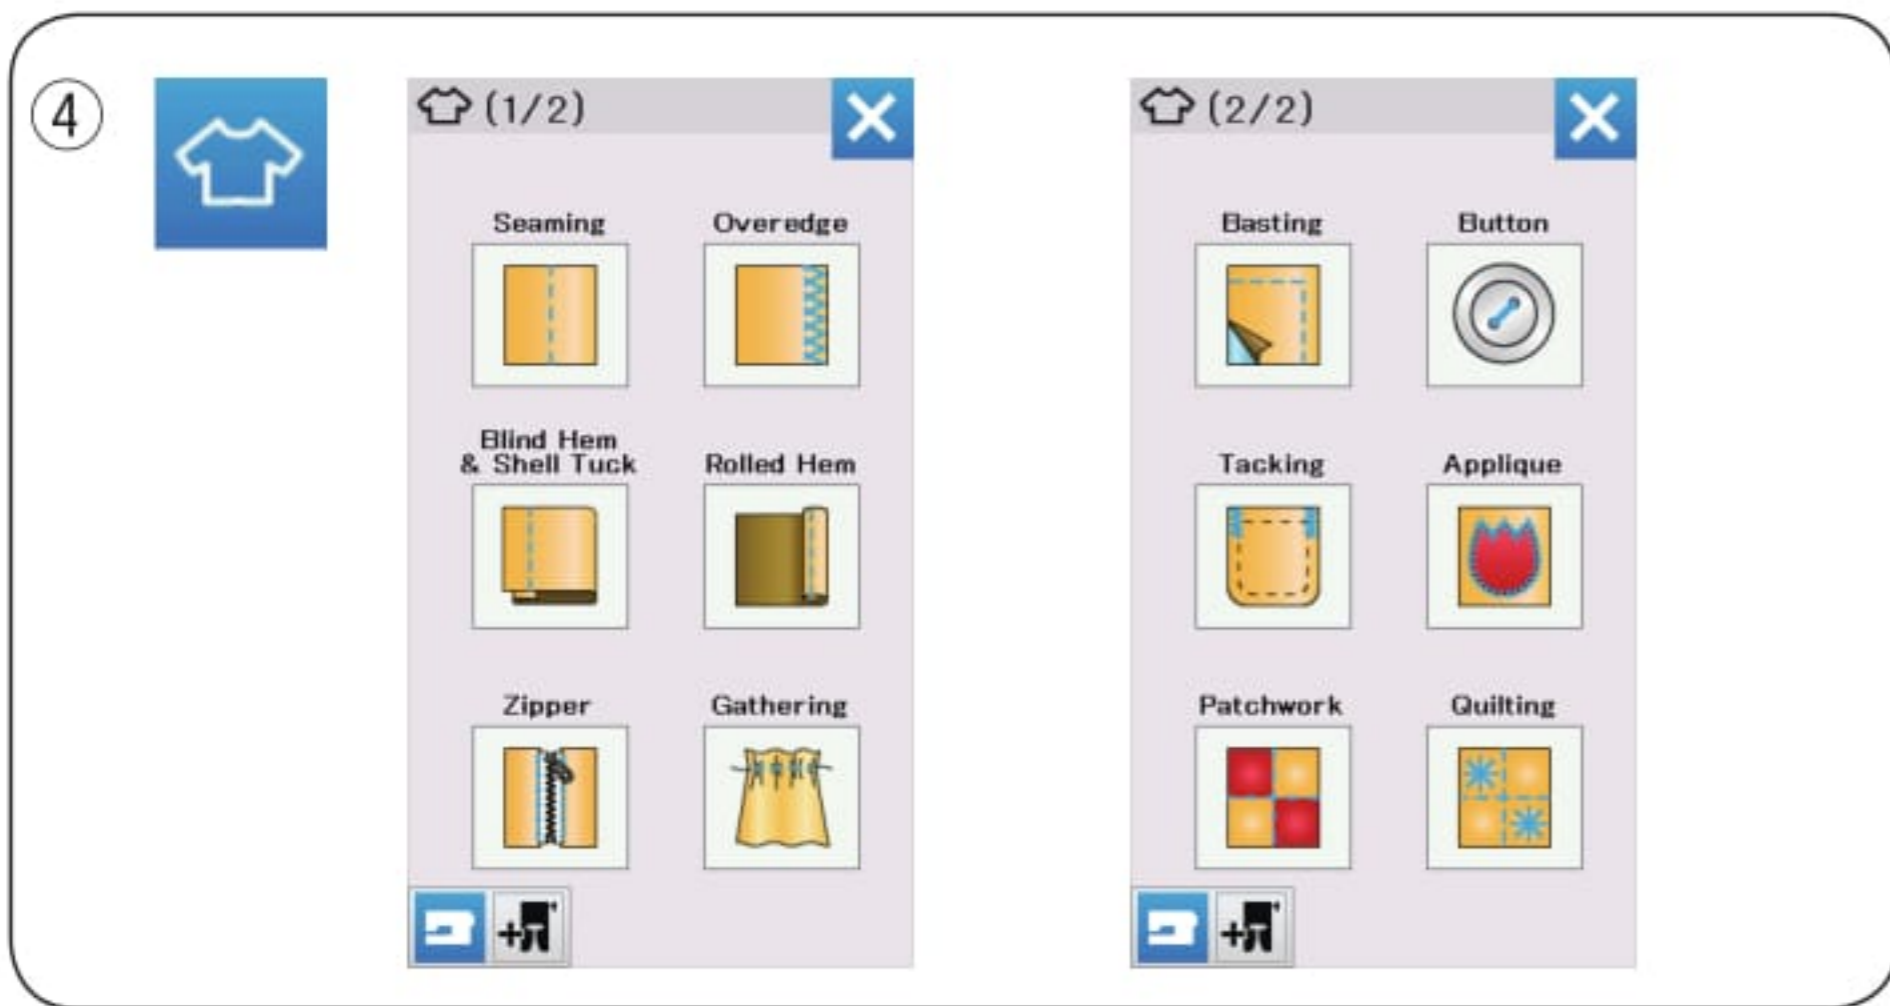 ④
(1/2)
Seaming
Overedge
Blind Hem
& Shell Tuck
Rolled Hem
Zipper
Gathering
(2/2)
Basting
Button
Tacking
Applique
Patchwork
Quilting